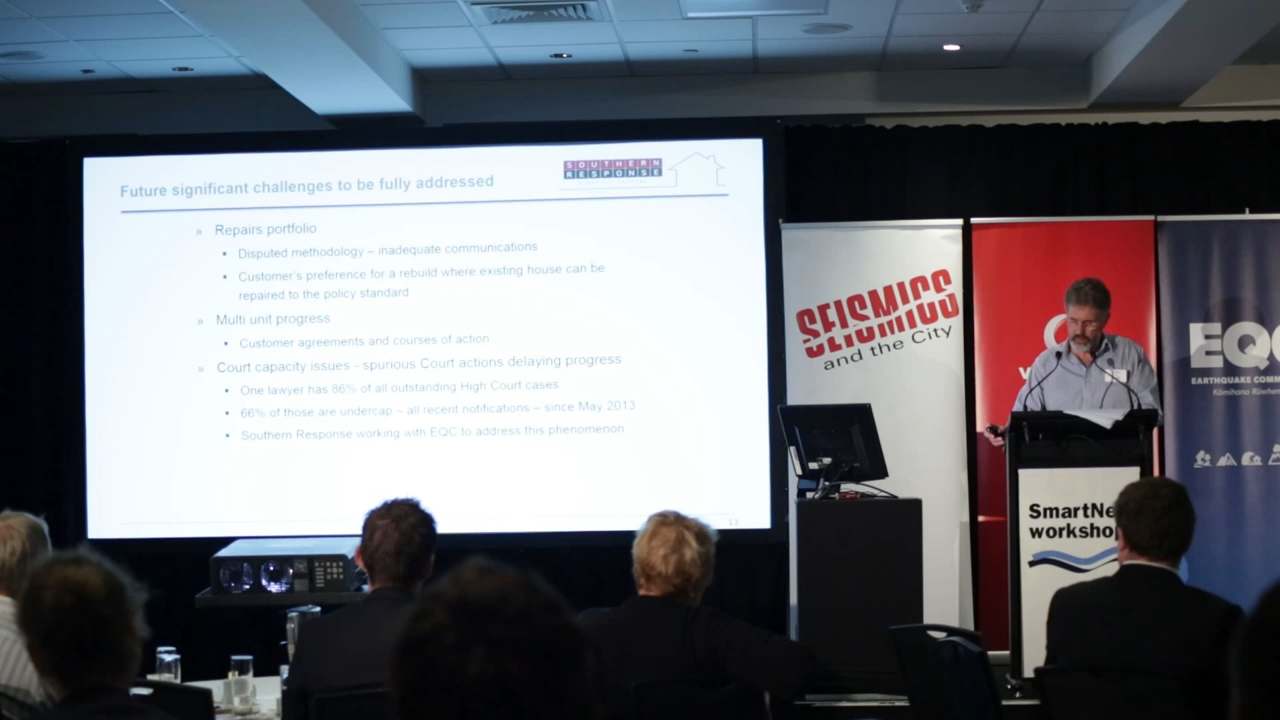 Future significant challenges to be fully addressed
SOUTHERN
RESPONSE
» Repairs portfolio
• Disputed methodology – inadequate communications
• Customer's preference for a rebuild where existing house can be
repaired to the policy standard
» Multi unit progress
• Customer agreements and courses of action
» Court capacity issues - spurious Court actions delaying progress
• One lawyer has 86% of all outstanding High Court cases
• 66% of those are undercap – all recent notifications – since May 2013
• Southern Response working with EQC to address this phenomenon
13
SEISMICS
and the City
EQC
EARTHQUAKE COMM
Kōmihana Rūwhen
SmartNe
workshop